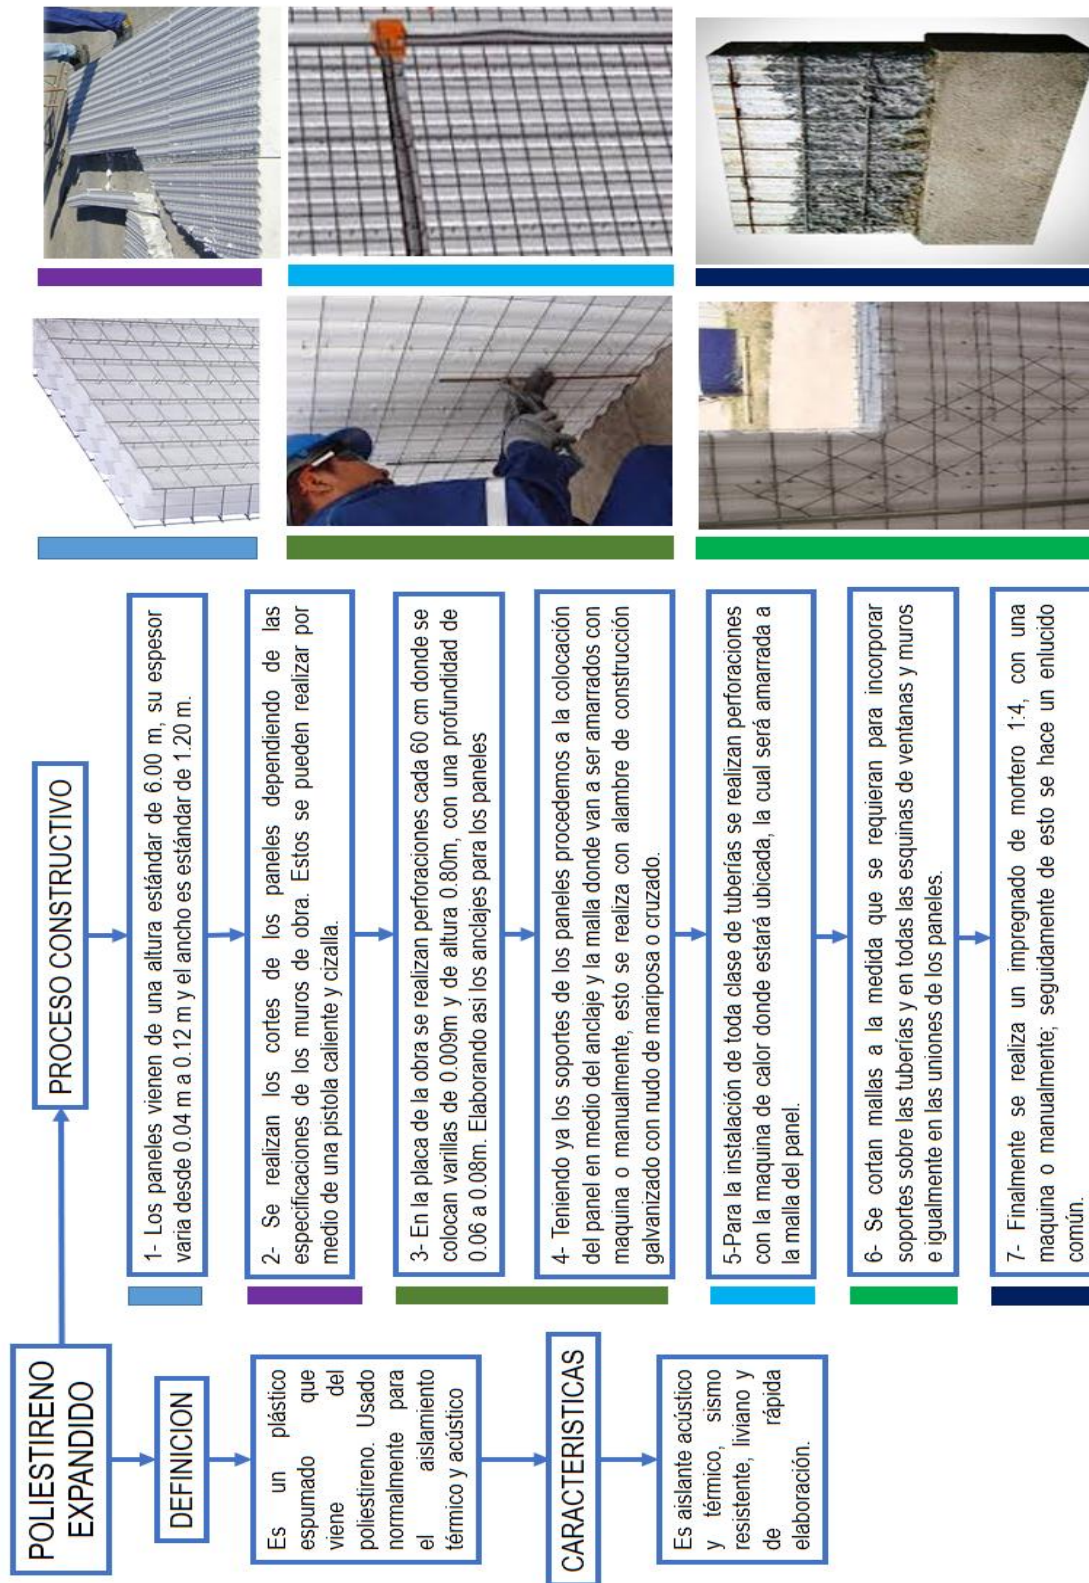 POLIESTIRENO
EXPANDIDO
DEFINICION
Es un plástico
espumado que
viene del
poliestireno. Usado
normalmente para
el aislamiento
térmico y acústico
CARACTERISTICAS
Es aislante acústico
y térmico, sismo
resistente, liviano y
de rápida
elaboración.
PROCESO CONSTRUCTIVO
1- Los paneles vienen de una altura estándar de 6.00 m, su espesor
varia desde 0.04 m a 0.12 m y el ancho es estándar de 1.20 m.
2- Se realizan los cortes de los paneles dependiendo de las
especificaciones de los muros de obra. Estos se pueden realizar por
medio de una pistola caliente y cizalla.
3- En la placa de la obra se realizan perforaciones cada 60 cm donde se
colocan varillas de 0.009m y de altura 0.80m, con una profundidad de
0.06 a 0.08m. Elaborando así los anclajes para los paneles
4- Teniendo ya los soportes de los paneles procedemos a la colocación
del panel en medio del anclaje y la malla donde van a ser amarrados con
maquina o manualmente, esto se realiza con alambre de construcción
galvanizado con nudo de mariposa o cruzado.
5-Para la instalación de toda clase de tuberías se realizan perforaciones
con la maquina de calor donde estará ubicada, la cual será amarrada a
la malla del panel.
6- Se cortan mallas a la medida que se requieran para incorporar
soportes sobre las tuberías y en todas las esquinas de ventanas y muros
e igualmente en las uniones de los paneles.
7- Finalmente se realiza un impregnado de mortero 1:4, con una
maquina o manualmente; seguidamente de esto se hace un enlucido
común.